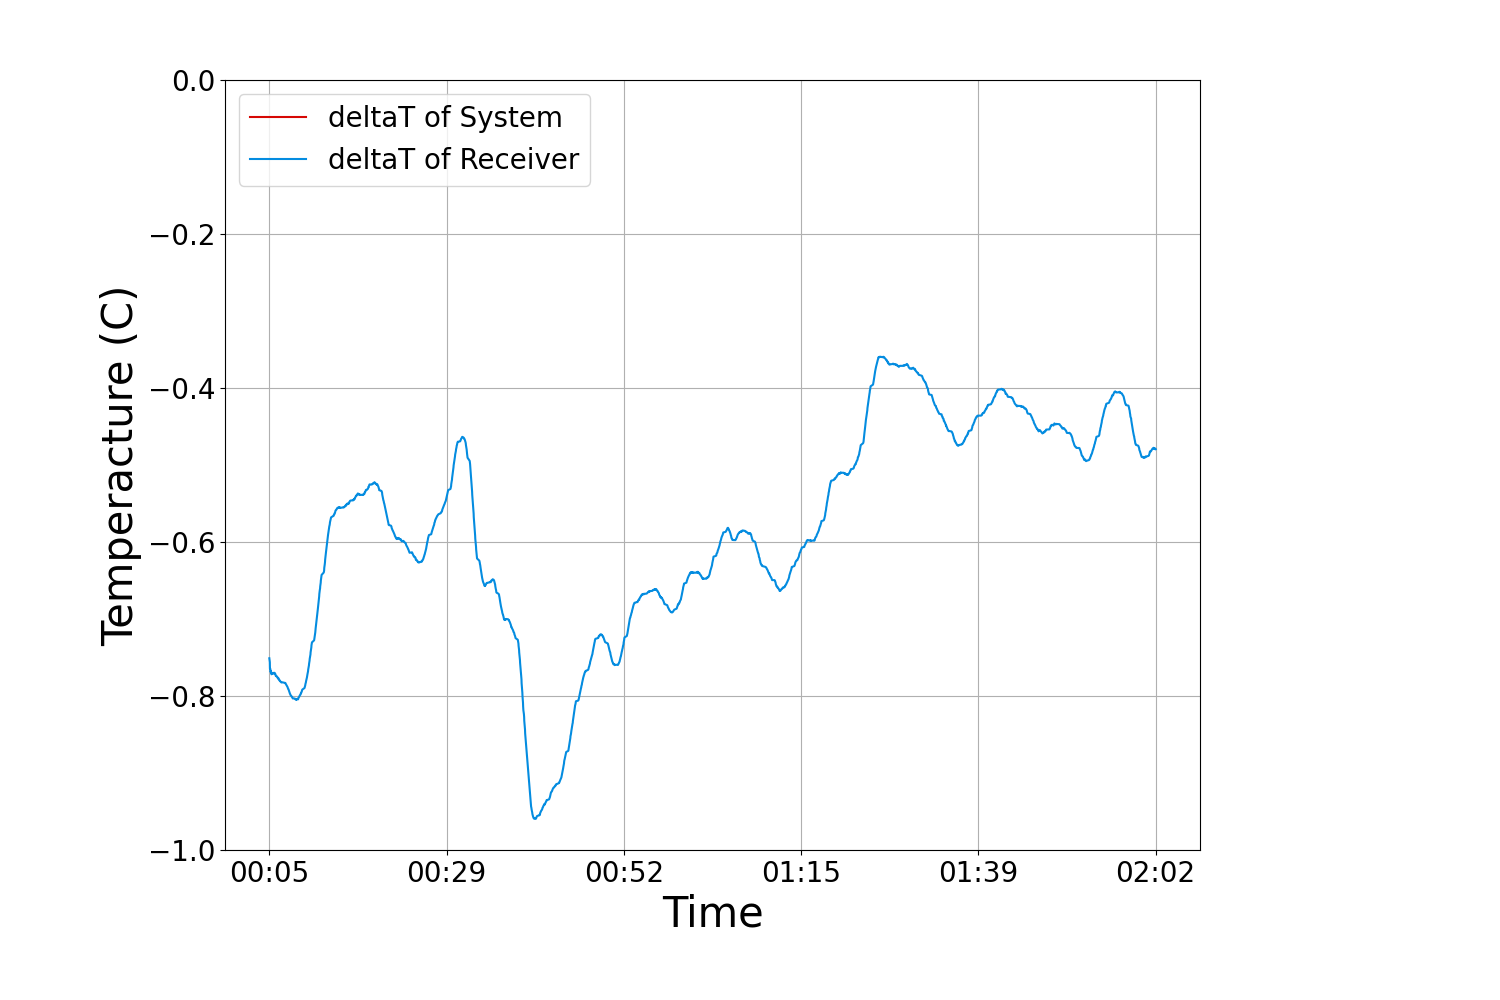 deltaT of System
deltaT of Receiver
0.0
−0.2
−0.4
−0.6
−0.8
−1.0
Temperacture (C)
00:05 00:29 00:52 01:15 01:39 02:02
Time